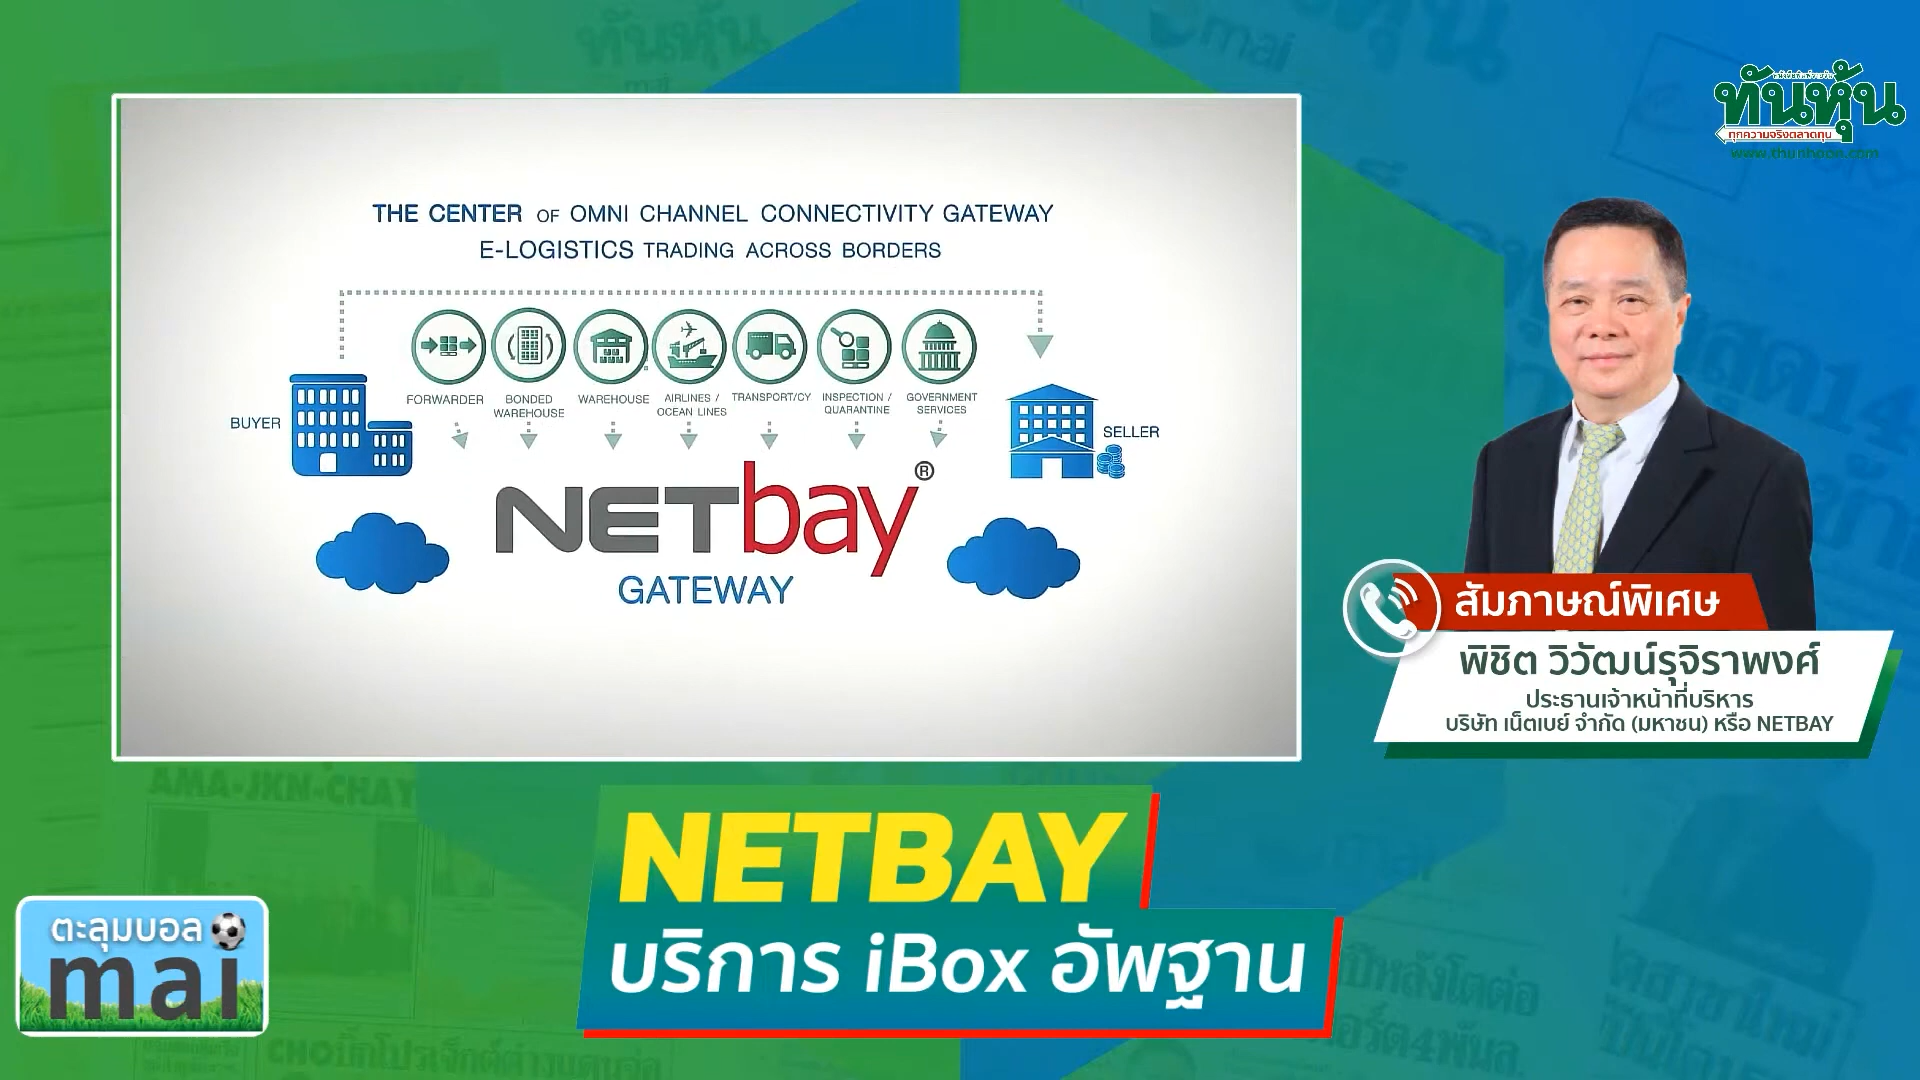 ทันหุ้น
ทุกความจริงตลาดทุน
www.thunhoon.com
THE CENTER OF OMNI CHANNEL CONNECTIVITY GATEWAY
E-LOGISTICS TRADING ACROSS BORDERS
BUYER
FORWARDER
BONDED
WAREHOUSE
WAREHOUSE
AIRLINES /
OCEAN LINES
TRANSPORT/CY
INSPECTION /
QUARANTINE
GOVERNMENT
SERVICES
SELLER
NETbay®
GATEWAY
สัมภาษณ์พิเศษ
พิชิต วิวัฒน์รุจิราพงศ์
ประธานเจ้าหน้าที่บริหาร
บริษัท เน็ตเบย์ จำกัด (มหาชน) หรือ NETBAY
AMA-JKN-CHAY
NETBAY
บริการ iBox อัพฐาน
ตะลุมบอล
mai